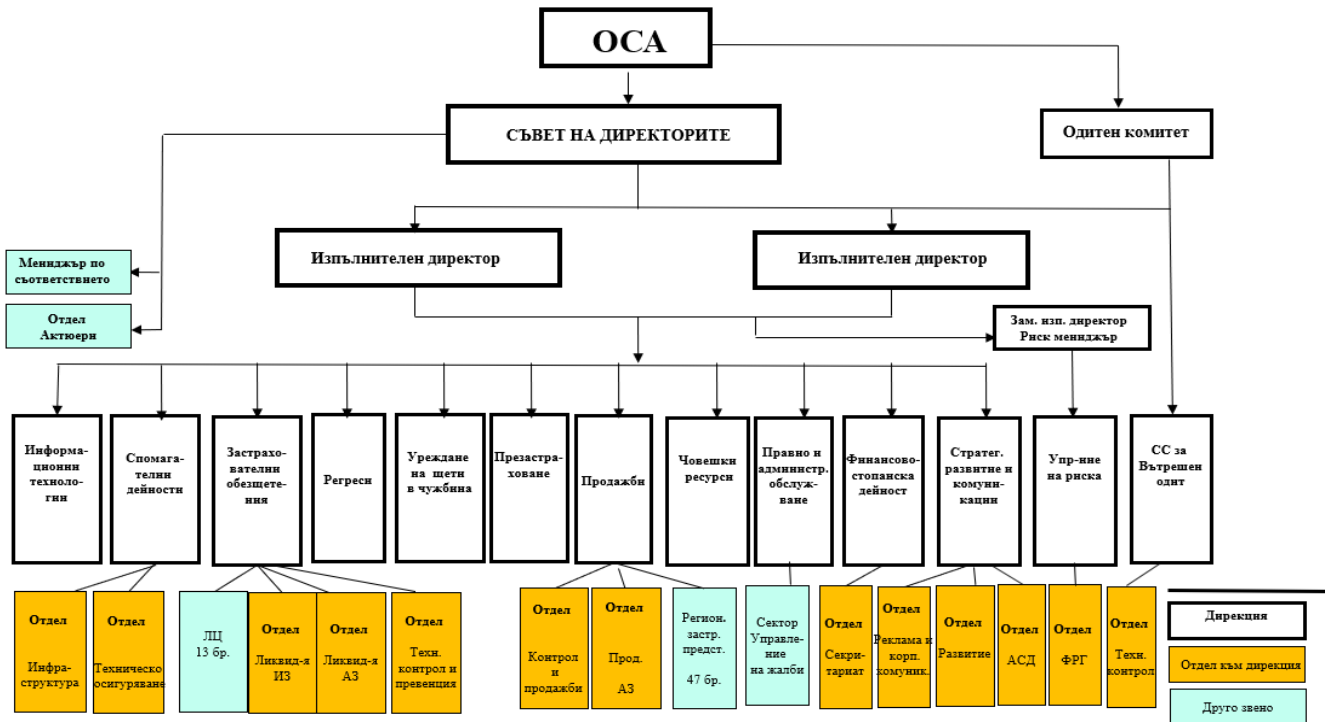 ОСА
СЪВЕТ НА ДИРЕКТОРИТЕ
Одитен комитет
Изпълнителен директор
Изпълнителен директор
Мениджър по
съответствието
Отдел
Актюери
Зам. изп. директор
Риск мениджър
Информа-
ционни
техноло-
гии
Спомага-
телни
дейности
Застрахо-
вателни
обезщете-
ния
Регреси
Уреждане
на щети
в чужбина
Презастра-
ховане
Продажби
Човешки
ресурси
Правно и
администр.
обслуж-
ване
Финансово-
стопанска
дейност
Стратег.
развитие и
комуни-
кации
Упр-ние
на риска
СС за
Вътрешен
одит
Отдел
Инфра-
структура
Отдел
Техническо
осигуряване
ЛЦ
13 бр.
Отдел
Ликвид-я
ИЗ
Отдел
Ликвид-я
АЗ
Отдел
Техн.
контрол и
превенция
Отдел
Контрол
и
продажби
Отдел
Прод.
АЗ
Регион.
застр.
предст.
47 бр.
Сектор
Управле-
ние
на жалби
Отдел
Секри-
тариат
Отдел
Реклама и
корп.
комуник.
Отдел
Развитие
Отдел
АСД
Отдел
ФРГ
Отдел
Техн.
контрол
Дирекция
Отдел към дирекция
Друго звено